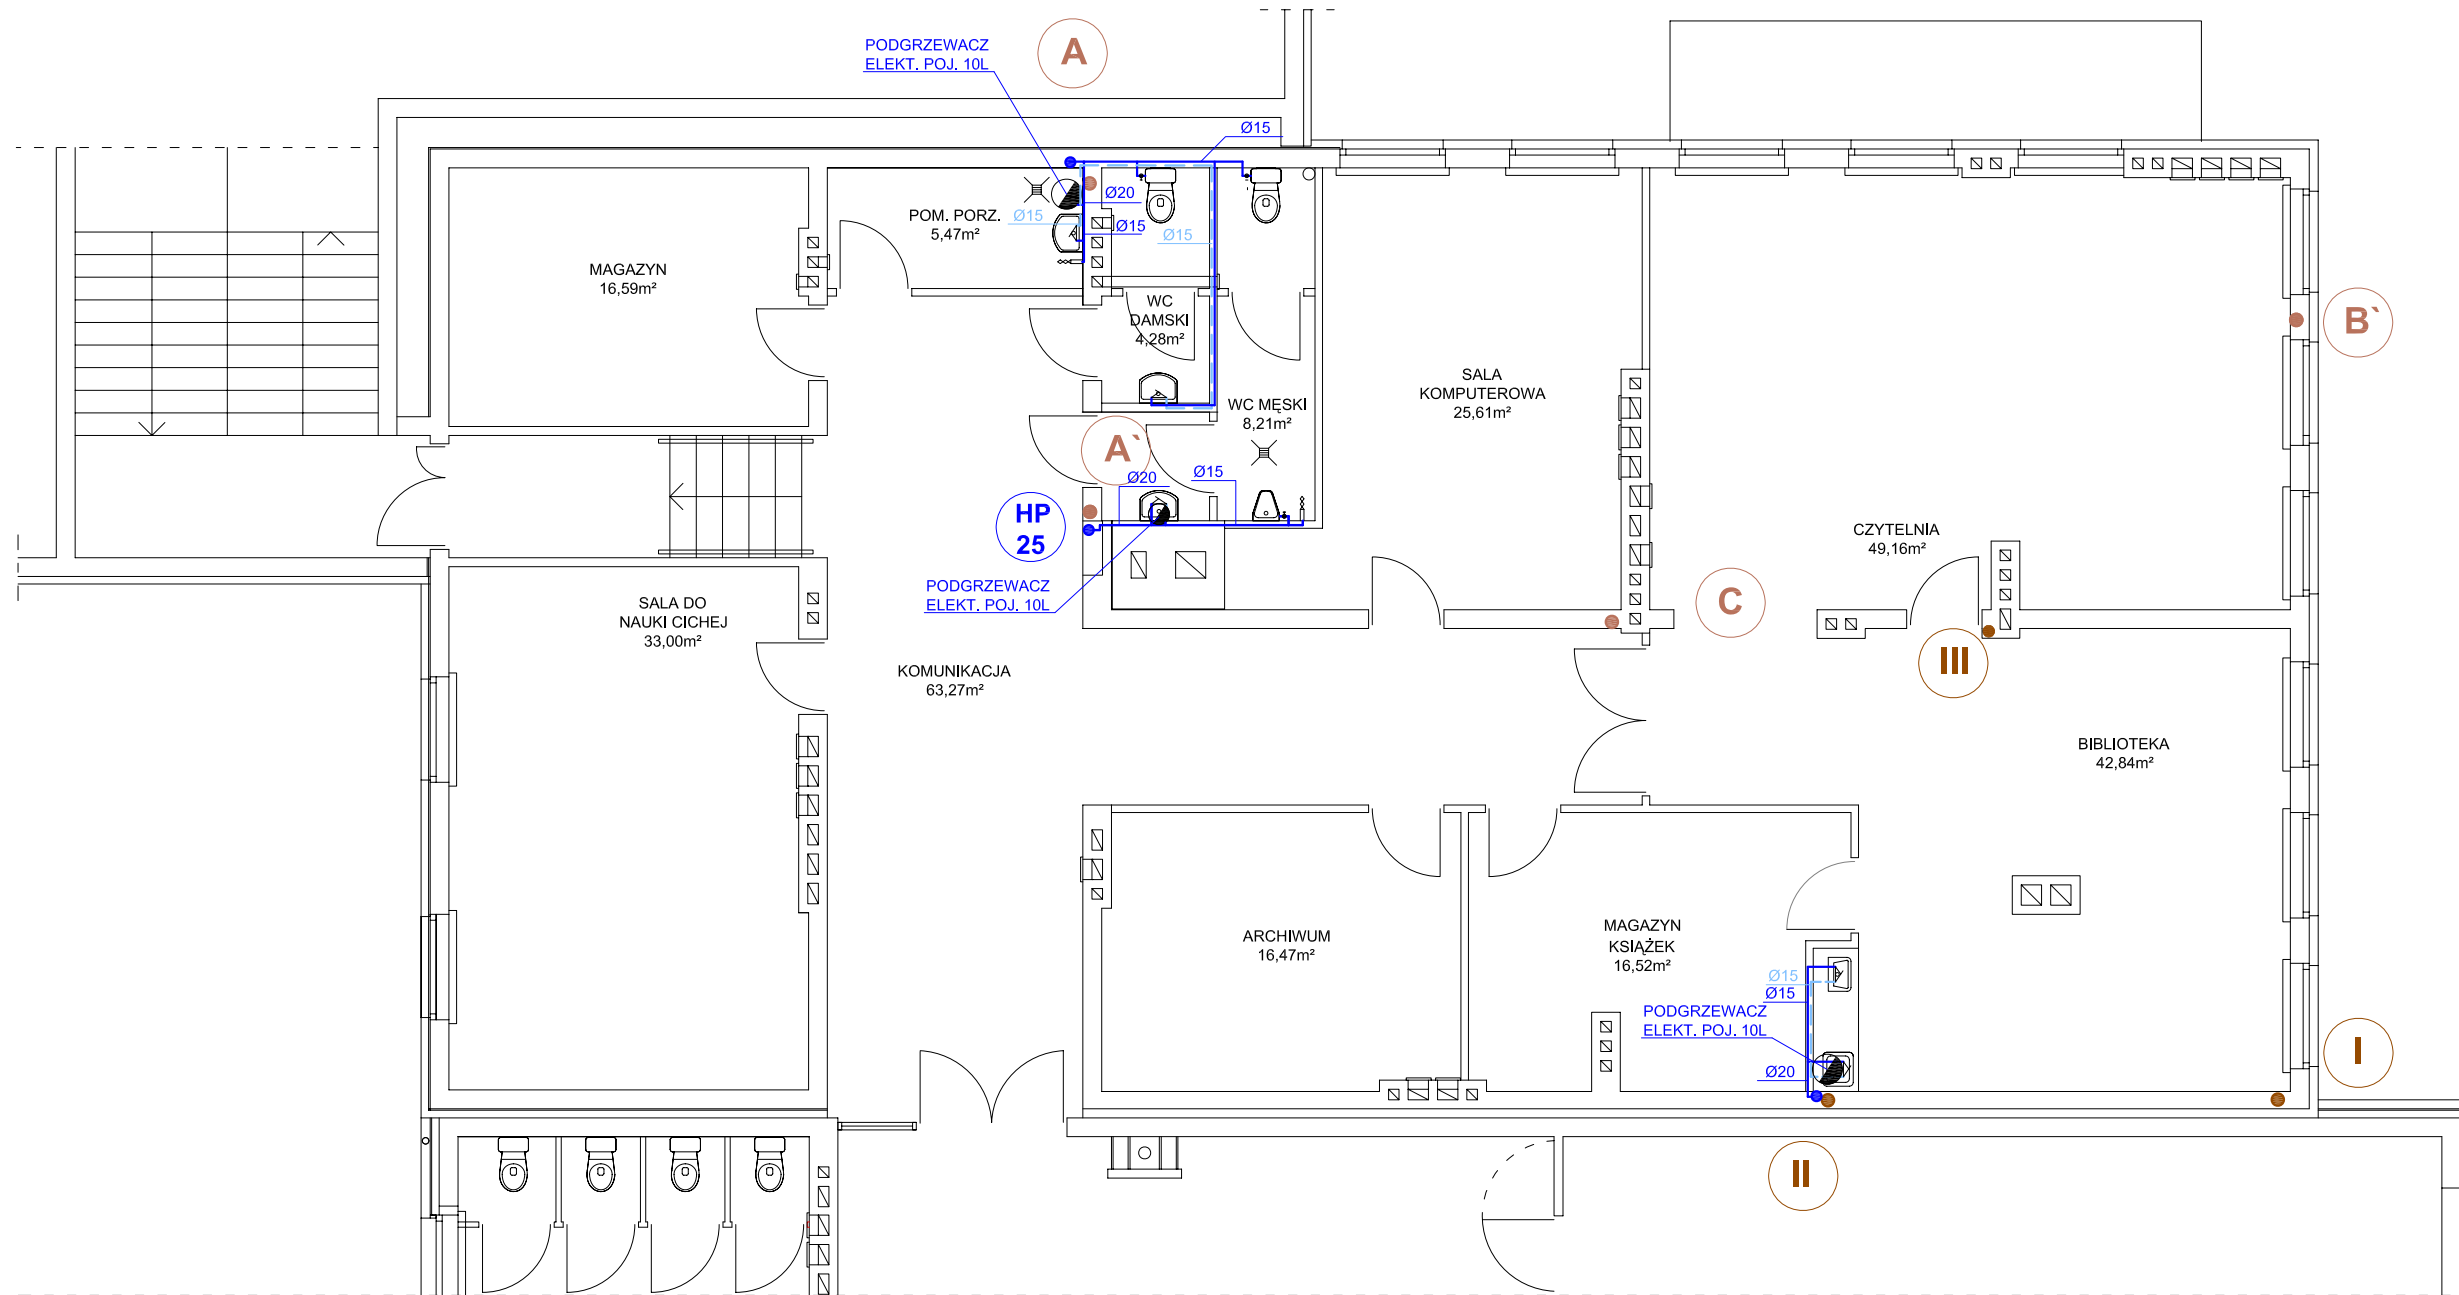 PODGRZEWACZ
ELEKT. POJ. 10L
A
Ø15
Ø20
Ø15
POM. PORZ.
5,47m²
Ø15
Ø15
MAGAZYN
16,59m²
WC
DAMSKI
4,28m²
B`
SALA
KOMPUTEROWA
25,61m²
WC MĘSKI
8,21m²
A`
Ø20
Ø15
HP
25
CZYTELNIA
49,16m²
PODGRZEWACZ
ELEKT. POJ. 10L
SALA DO
NAUKI CICHEJ
33,00m²
C
III
KOMUNIKACJA
63,27m²
BIBLIOTEKA
42,84m²
ARCHIWUM
16,47m²
MAGAZYN
KSIĄŻEK
16,52m²
Ø15
Ø15
PODGRZEWACZ
ELEKT. POJ. 10L
Ø20
I
II